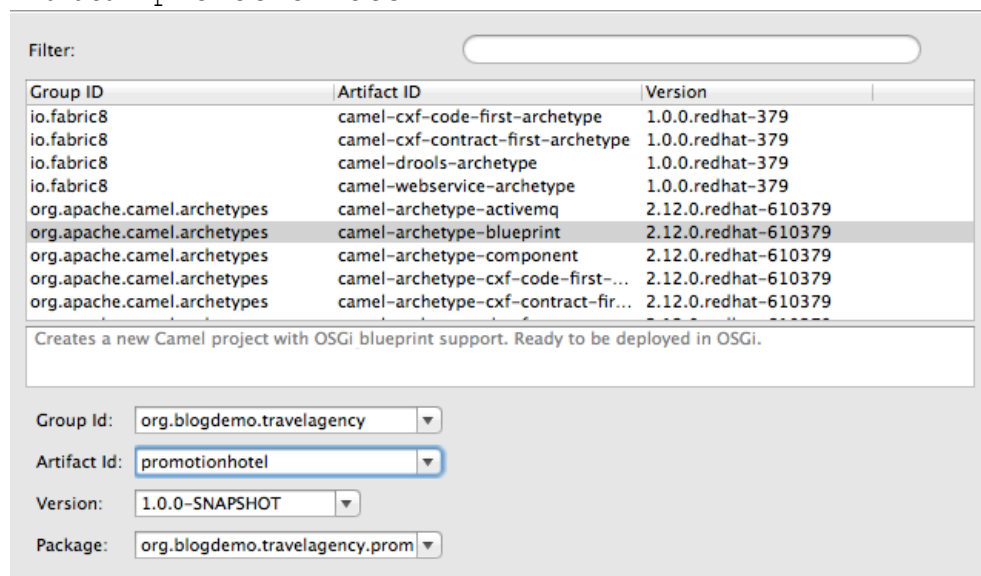 Filter:
Group ID Artifact ID Version
io.fabric8 camel-cxf-code-first-archetype 1.0.0.redhat-379
io.fabric8 camel-cxf-contract-first-archetype 1.0.0.redhat-379
io.fabric8 camel-drools-archetype 1.0.0.redhat-379
io.fabric8 camel-webservice-archetype 1.0.0.redhat-379
org.apache.camel.archetypes camel-archetype-activemq 2.12.0.redhat-610379
org.apache.camel.archetypes camel-archetype-blueprint 2.12.0.redhat-610379
org.apache.camel.archetypes camel-archetype-component 2.12.0.redhat-610379
org.apache.camel.archetypes camel-archetype-cxf-code-first-... 2.12.0.redhat-610379
org.apache.camel.archetypes camel-archetype-cxf-contract-fir... 2.12.0.redhat-610379
Creates a new Camel project with OSGi blueprint support. Ready to be deployed in OSGi.
Group Id: org.blogdemo.travelagency
Artifact Id: promotionhotel
Version: 1.0.0-SNAPSHOT
Package: org.blogdemo.travelagency.prom